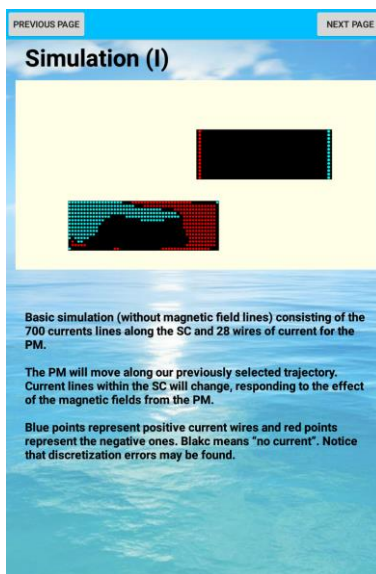 PREVIOUS PAGE
NEXT PAGE
Simulation (I)
Basic simulation (without magnetic field lines) consisting of the
700 currents lines along the SC and 28 wires of current for the
PM.
The PM will move along our previously selected trajectory.
Current lines within the SC will change, responding to the effect
of the magnetic fields from the PM.
Blue points represent positive current wires and red points
represent the negative ones. Blakc means “no current”. Notice
that discretization errors may be found.